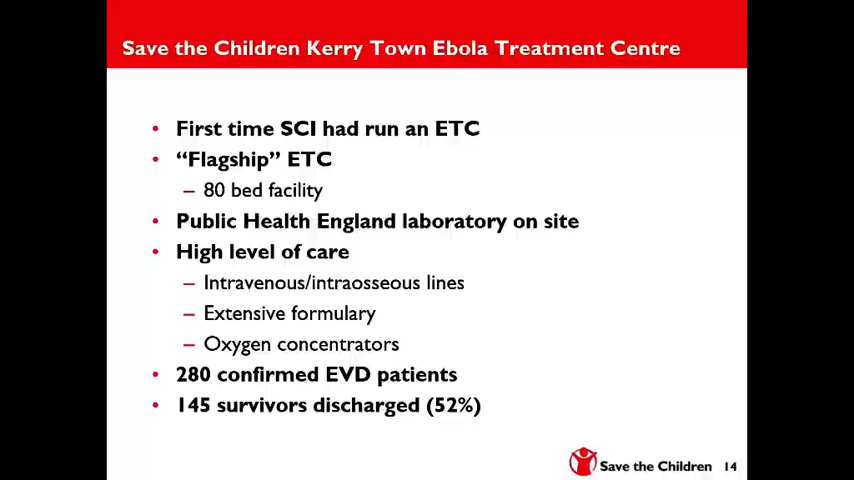 Save the Children Kerry Town Ebola Treatment Centre
• First time SCI had run an ETC
• “Flagship” ETC
– 80 bed facility
• Public Health England laboratory on site
• High level of care
– Intravenous/intraosseous lines
– Extensive formulary
– Oxygen concentrators
• 280 confirmed EVD patients
• 145 survivors discharged (52%)
Save the Children 14